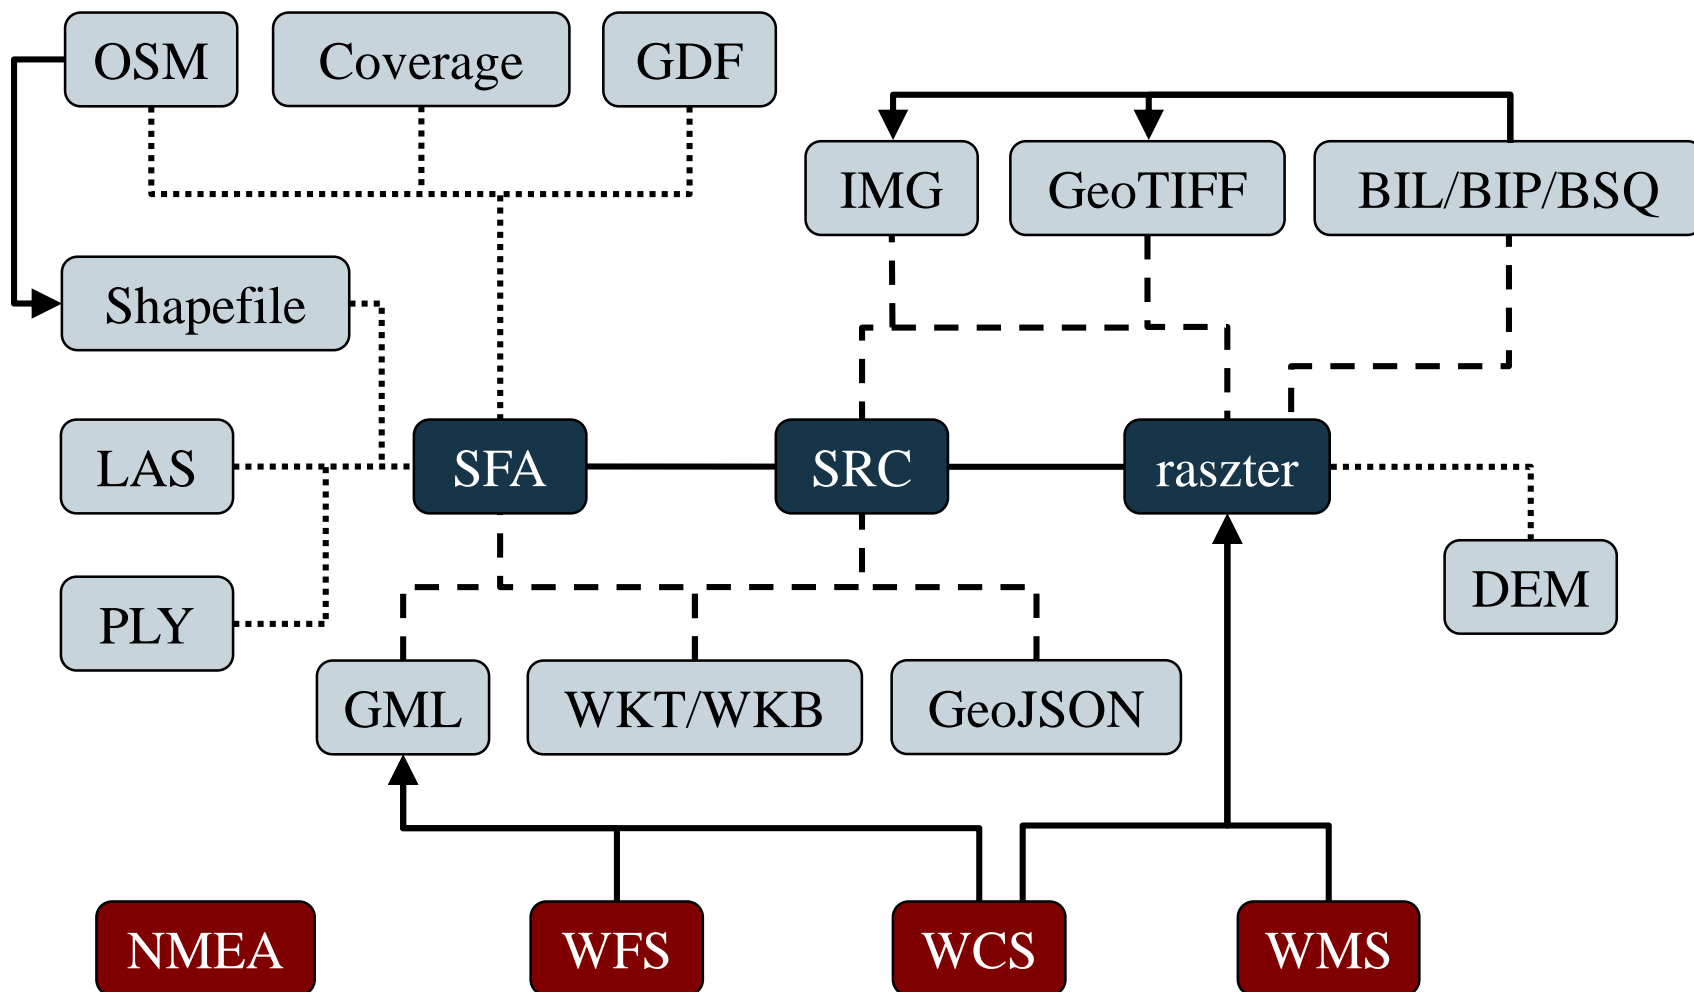 OSM
Coverage
GDF
IMG
GeoTIFF
BIL/BIP/BSQ
Shapefile
LAS
SFA
SRC
raszter
PLY
DEM
GML
WKT/WKB
GeoJSON
NMEA
WFS
WCS
WMS